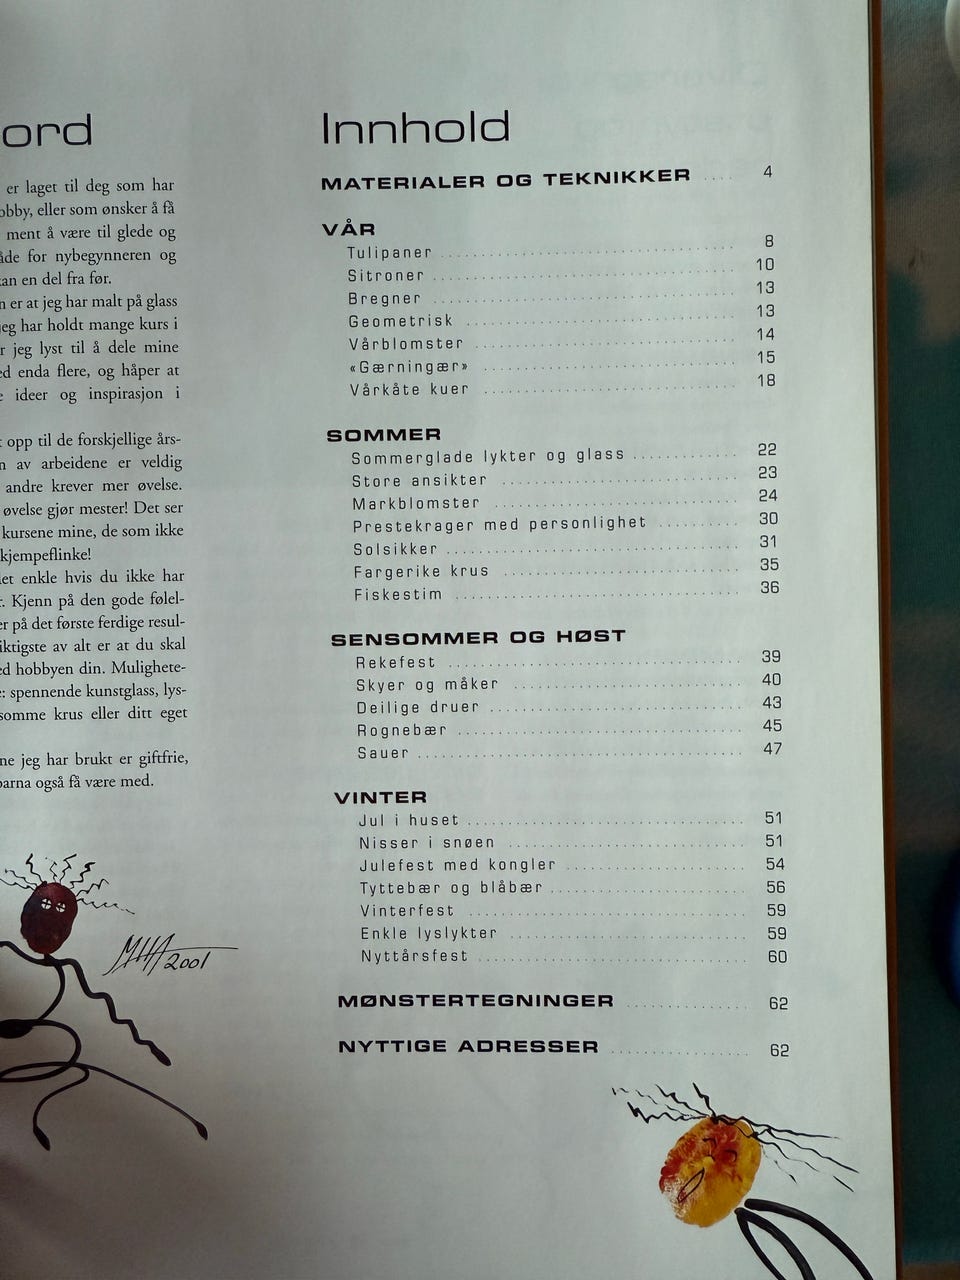 ord
er laget til deg som har
obby, eller som ønsker å få
ment å være til glede og
åde for nybegynneren og
kan en del fra før.
n er at jeg har malt på glass
jeg har holdt mange kurs i
r jeg lyst til å dele mine
ed enda flere, og håper at
e ideer og inspirasjon i
t opp til de forskjellige års-
n av arbeidene er veldig
andre krever mer øvelse.
øvelse gjør mester! Det ser
kursene mine, de som ikke
kjempeflinke!
let enkle hvis du ikke har
r. Kjenn på den gode følel-
er på det første ferdige resul-
iktigste av alt er at du skal
ed hobbyen din. Mulighete-
e: spennende kunstglass, lys-
somme krus eller ditt eget
ne jeg har brukt er giftfrie,
barna også få være med.
2001
Innhold
MATERIALER OG TEKNIKKER .... 4
VÅR
Tulipaner 8
Sitroner 10
Bregner 13
Geometrisk 13
Vårblomster 14
«Gærningær» 15
Vårkåte kuer 18
SOMMER
Sommerglade lykter og glass 22
Store ansikter 23
Markblomster 24
Prestekrager med personlighet 30
Solsikker 31
Fargerike krus 35
Fiskestim 36
SENSOMMER OG HØST
Rekefest 39
Skyer og måker 40
Deilige druer 43
Rognebær 45
Sauer 47
VINTER
Jul i huset 51
Nisser i snøen 51
Julefest med kongler 54
Tyttebær og blåbær 56
Vinterfest 59
Enkle lyslykter 59
Nyttårsfest 60
MØNSTERTEGNINGER 62
NYTTIGE ADRESSER 62